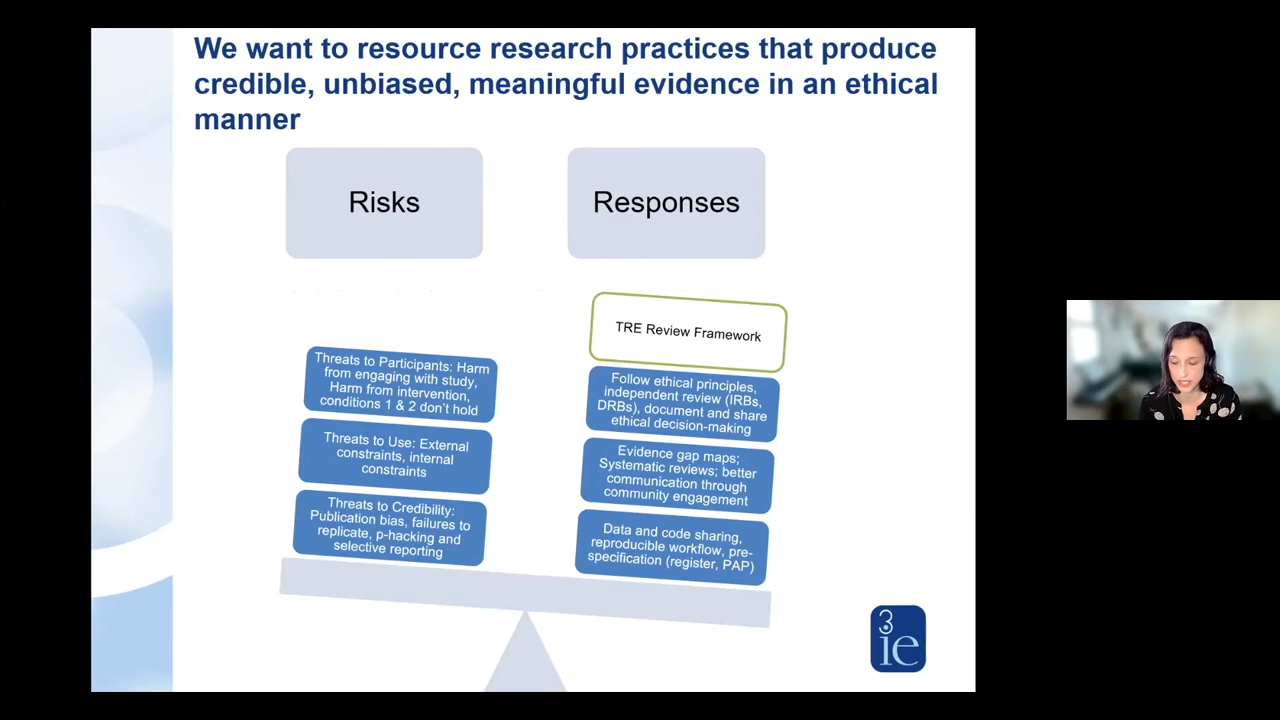 We want to resource research practices that produce
credible, unbiased, meaningful evidence in an ethical
manner
Risks
Responses
TRE Review Framework
Threats to Participants: Harm
from engaging with study,
Harm from intervention,
conditions 1 & 2 don't hold
Follow ethical principles,
independent review (IRBs,
DRBs), document and share
ethical decision-making
Threats to Use: External
constraints, internal
constraints
Evidence gap maps;
Systematic reviews; better
communication through
community engagement
Threats to Credibility:
Publication bias, failures to
replicate, p-hacking and
selective reporting
Data and code sharing,
reproducible workflow, pre-
specification (register, PAP)
3ie